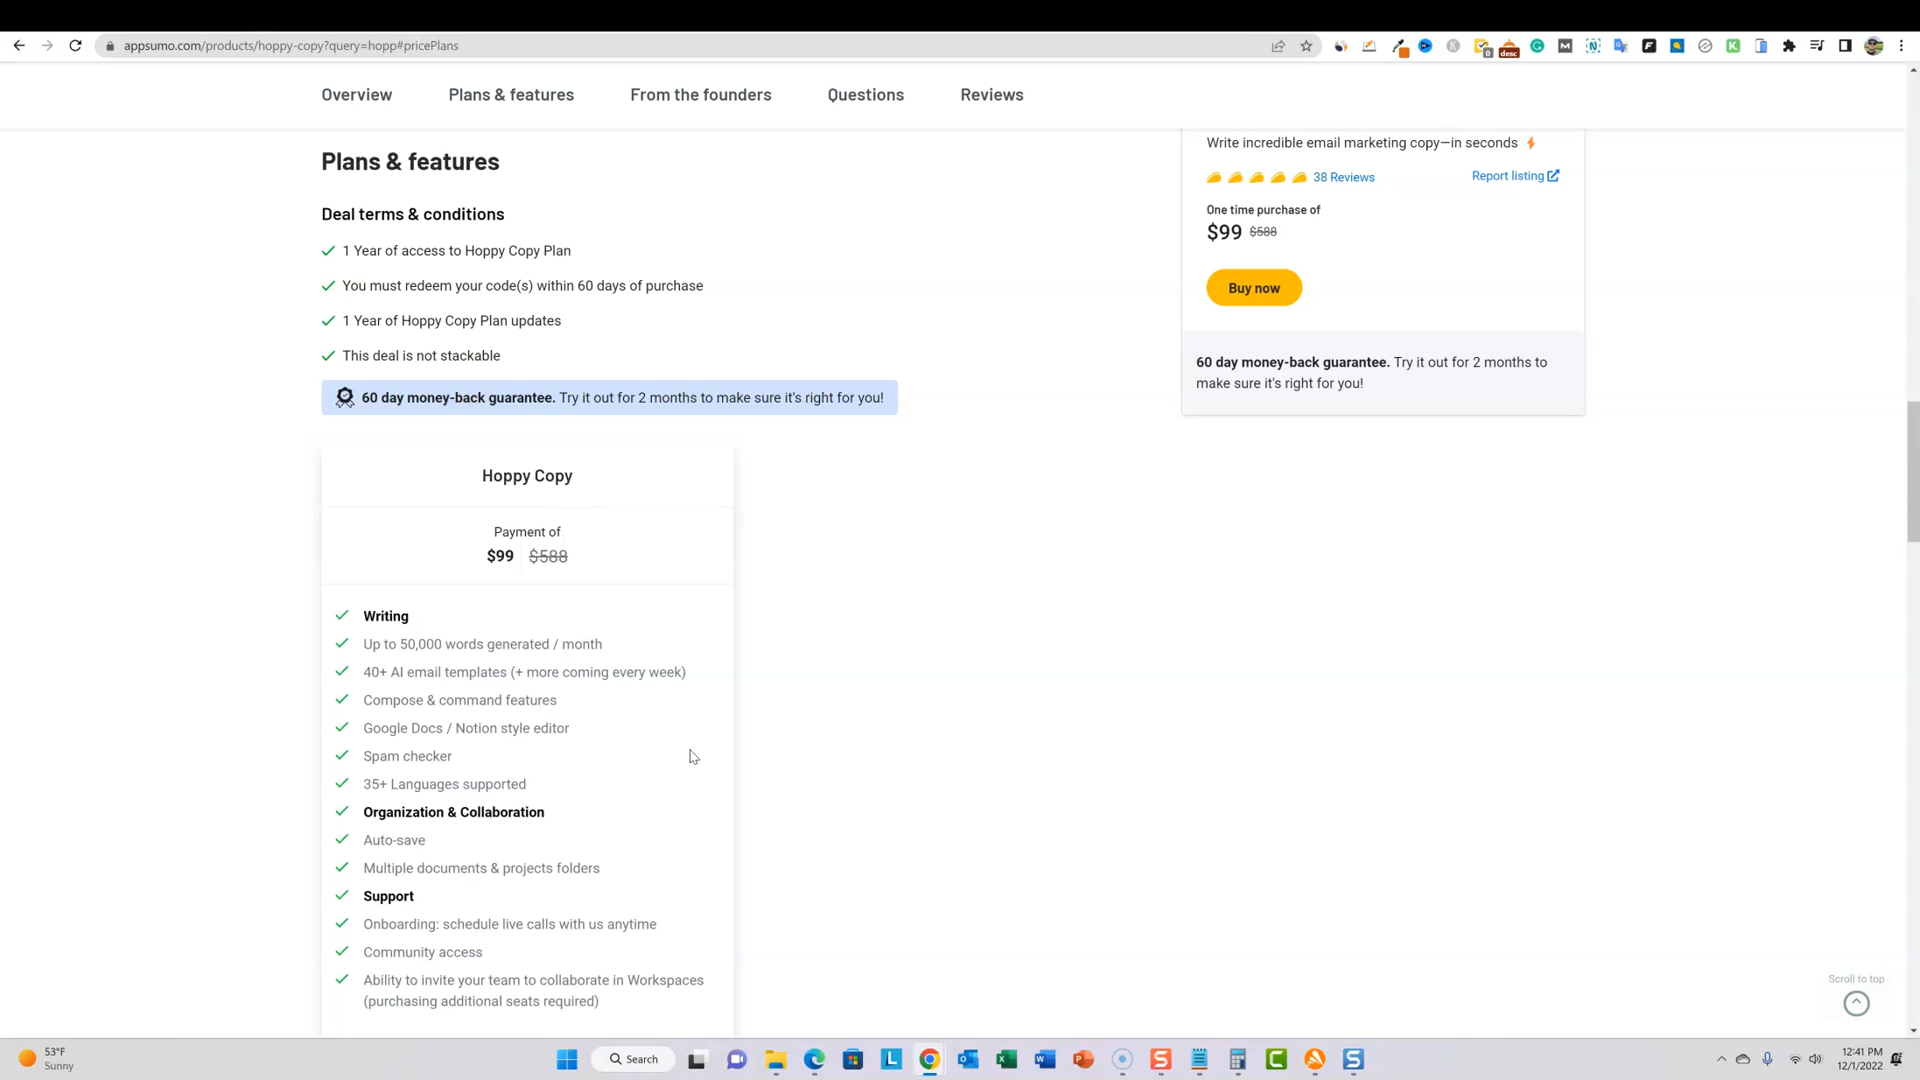 appsumo.com/products/hoppy-copy?query=hopp#pricePlans
0
desc
Overview
Plans & features
From the founders
Questions
Reviews
Plans & features
Deal terms & conditions
1 Year of access to Hoppy Copy Plan
You must redeem your code(s) within 60 days of purchase
1 Year of Hoppy Copy Plan updates
This deal is not stackable
60 day money-back guarantee. Try it out for 2 months to make sure it's right for you!
Write incredible email marketing copy—in seconds
38 Reviews
Report listing
One time purchase of
$99 $588
Buy now
60 day money-back guarantee. Try it out for 2 months to
make sure it's right for you!
Hoppy Copy
Payment of
$99 $588
Writing
Up to 50,000 words generated / month
40+ AI email templates (+ more coming every week)
Compose & command features
Google Docs / Notion style editor
Spam checker
35+ Languages supported
Organization & Collaboration
Auto-save
Multiple documents & projects folders
Support
Onboarding: schedule live calls with us anytime
Community access
Ability to invite your team to collaborate in Workspaces
(purchasing additional seats required)
Scroll to top
53°F
Sunny
Search
12:41 PM
12/1/2022